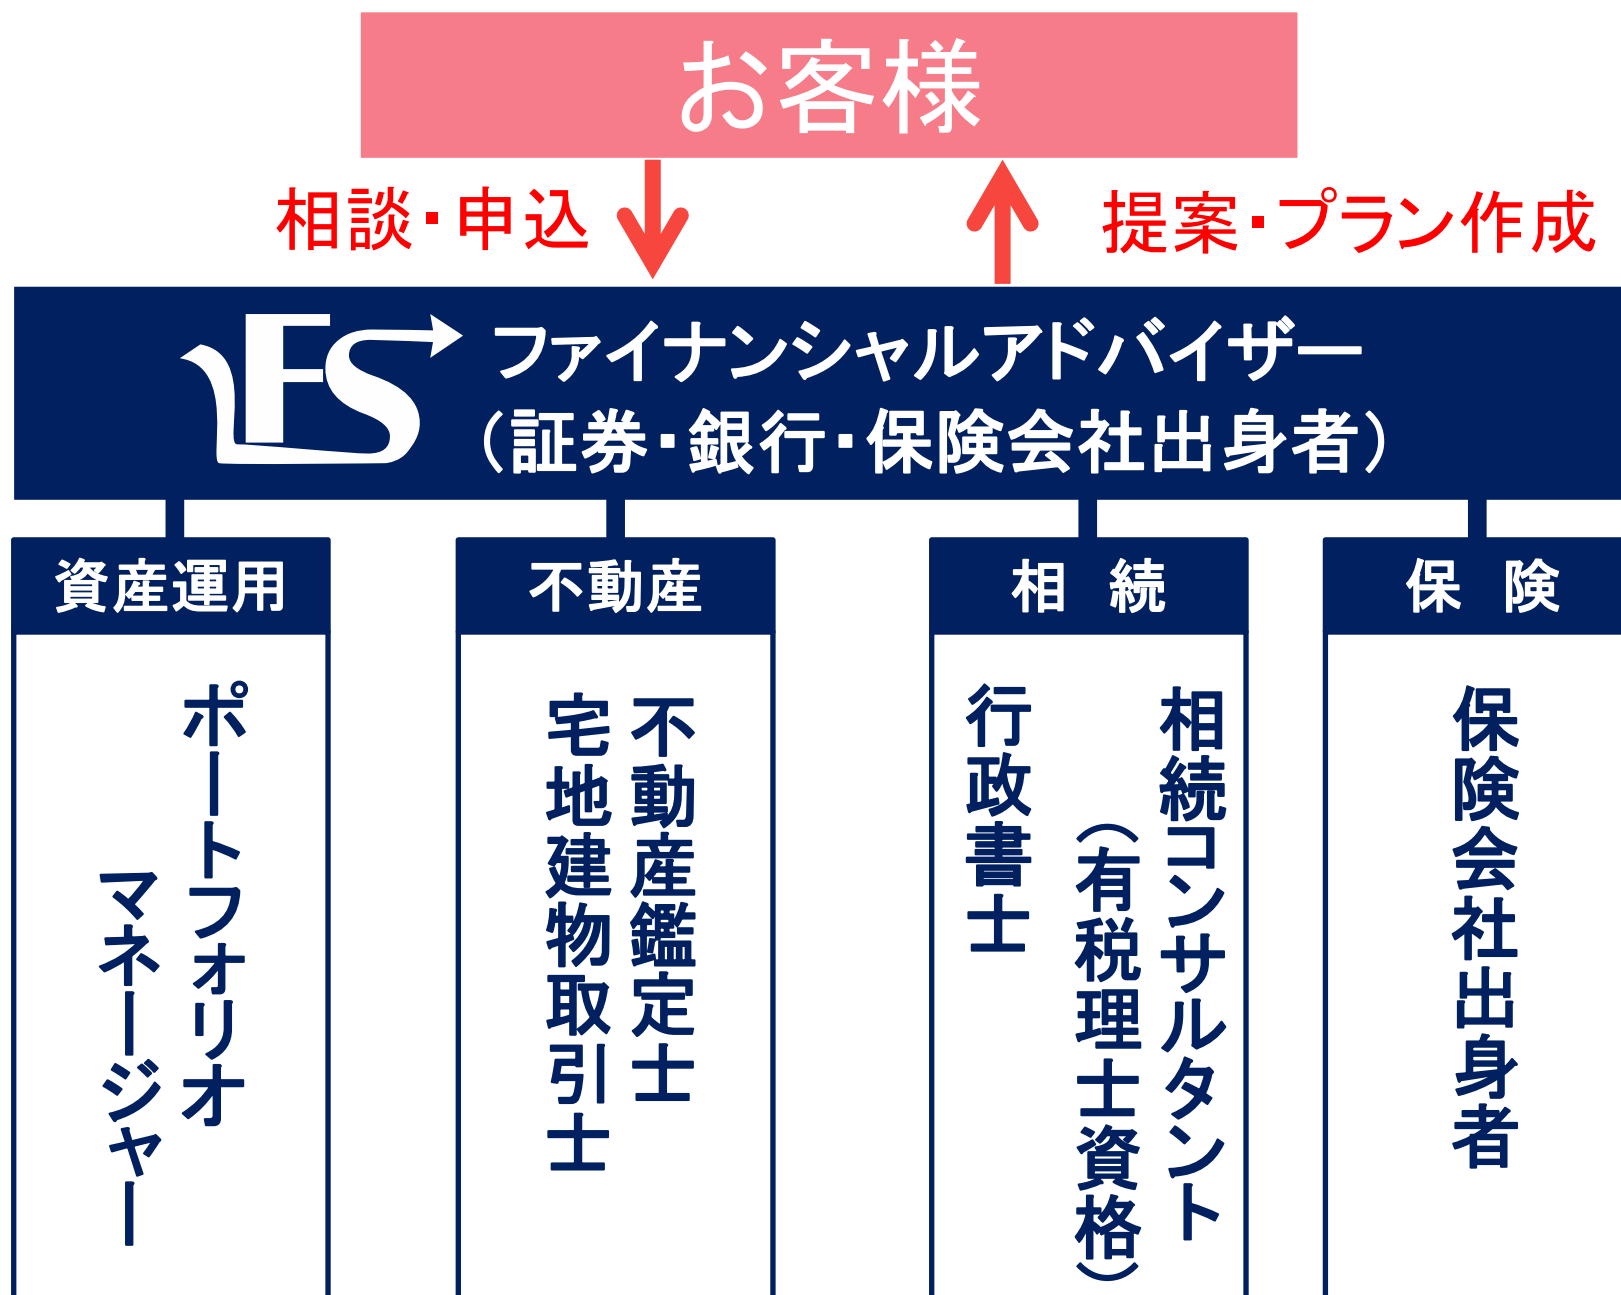 お客様
相談・申込
提案・プラン作成
FS
ファイナンシャルアドバイザー
（証券・銀行・保険会社出身者）
資産運用
ポートフォリオ
マネージャー
不動産
不動産鑑定士
宅地建物取引士
相　続
相続コンサルタント
（有税理士資格）
行政書士
保　険
保険会社出身者